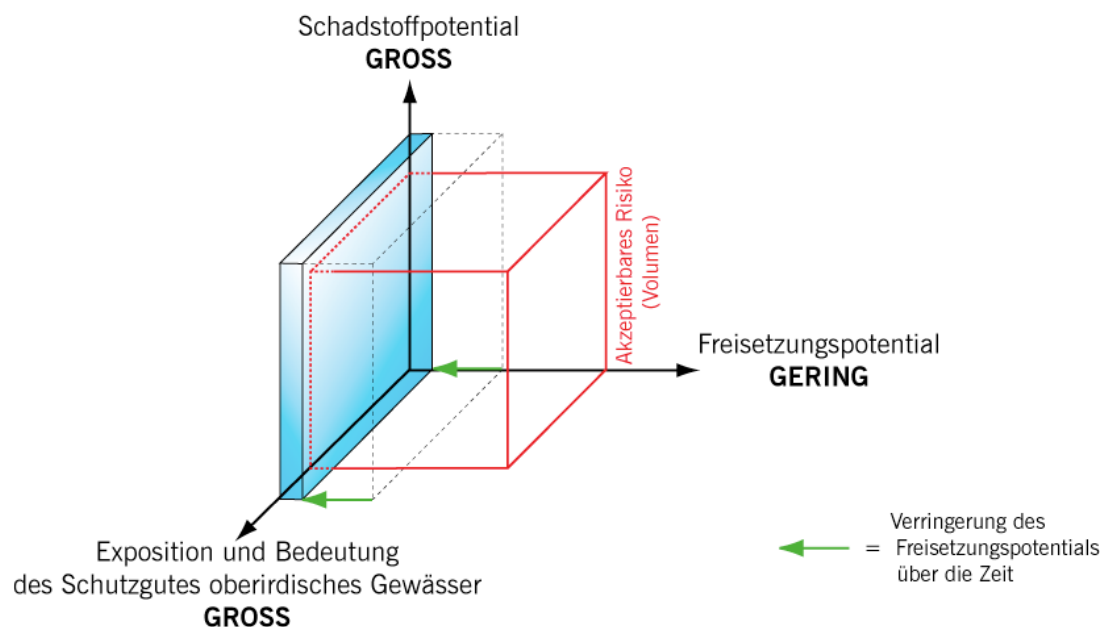 Schadstoffpotential
GROSS
Akzeptierbares Risiko
(Volumen)
Freisetzungspotential
GERING
Exposition und Bedeutung
des Schutzgutes oberirdisches Gewässer
GROSS
Verringerung des
= Freisetzungspotentials
über die Zeit